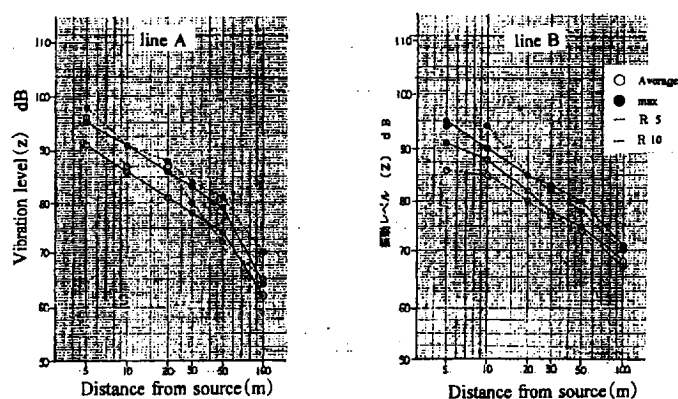 line A
110
100
90
80
70
60
50
Vibration level (z) dB
5
10
20
30
50
100
Distance from source (m)
line B
110
100
90
80
70
60
50
振動レベル (Z) dB
5
10
20
30
50
100
Distance from source (m)
Average
max
R 5
R 10